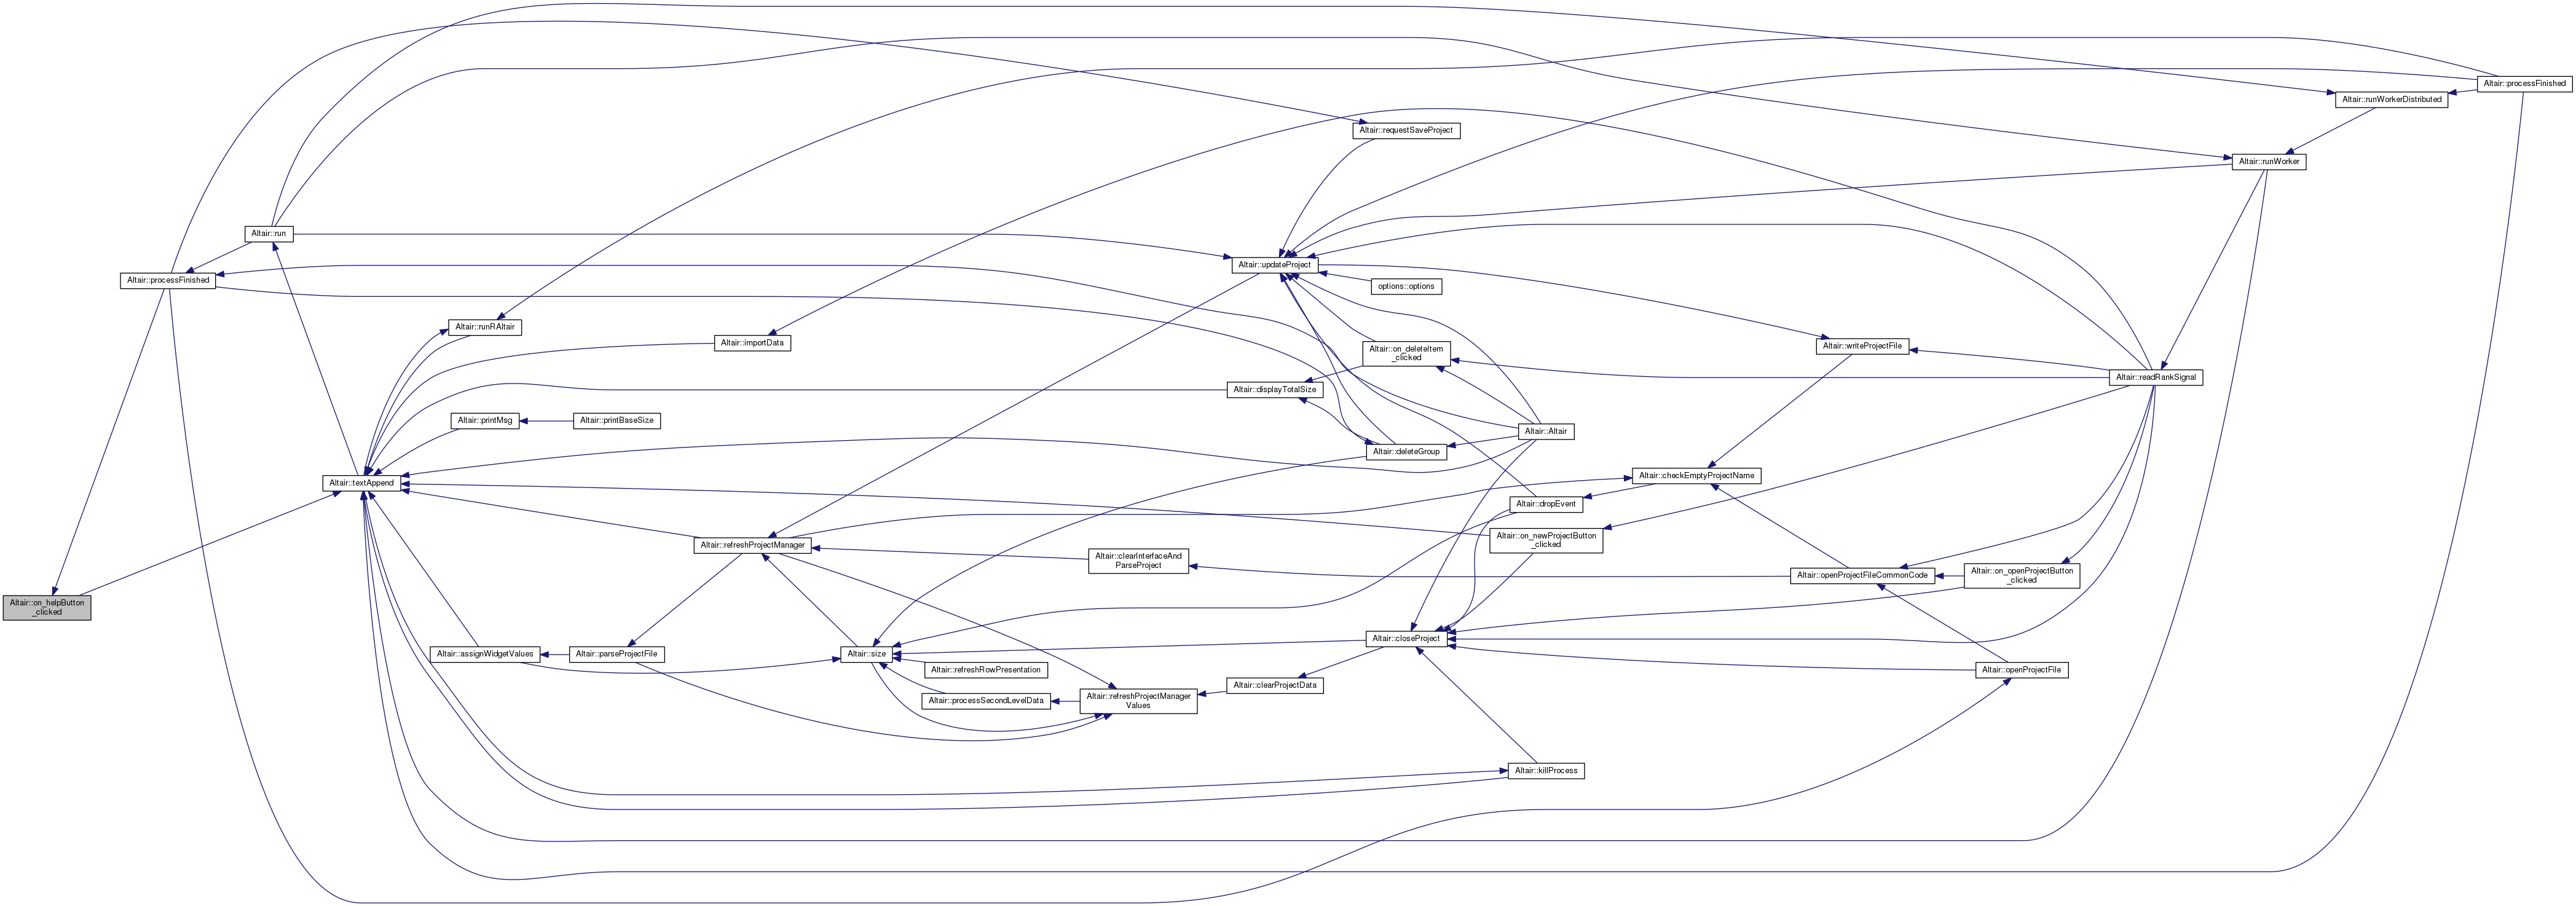 Altair::processFinished
Altair::runWorkerDistributed
Altair::requestSaveProject
Altair::runWorker
Altair::run
Altair::updateProject
Altair::processFinished
options::options
Altair::runRAltair
Altair::importData
Altair::writeProjectFile
Altair::on_deleteItem
_clicked
Altair::readRankSignal
Altair::displayTotalSize
Altair::printMsg
Altair::printBaseSize
Altair::Altair
Altair::deleteGroup
Altair::checkEmptyProjectName
Altair::textAppend
Altair::dropEvent
Altair::on_newProjectButton
_clicked
Altair::refreshProjectManager
Altair::clearInterfaceAnd
ParseProject
Altair::openProjectFileCommonCode
Altair::on_openProjectButton
_clicked
Altair::on_helpButton
_clicked
Altair::closeProject
Altair::assignWidgetValues
Altair::parseProjectFile
Altair::size
Altair::refreshRowPresentation
Altair::openProjectFile
Altair::clearProjectData
Altair::processSecondLevelData
Altair::refreshProjectManager
Values
Altair::killProcess